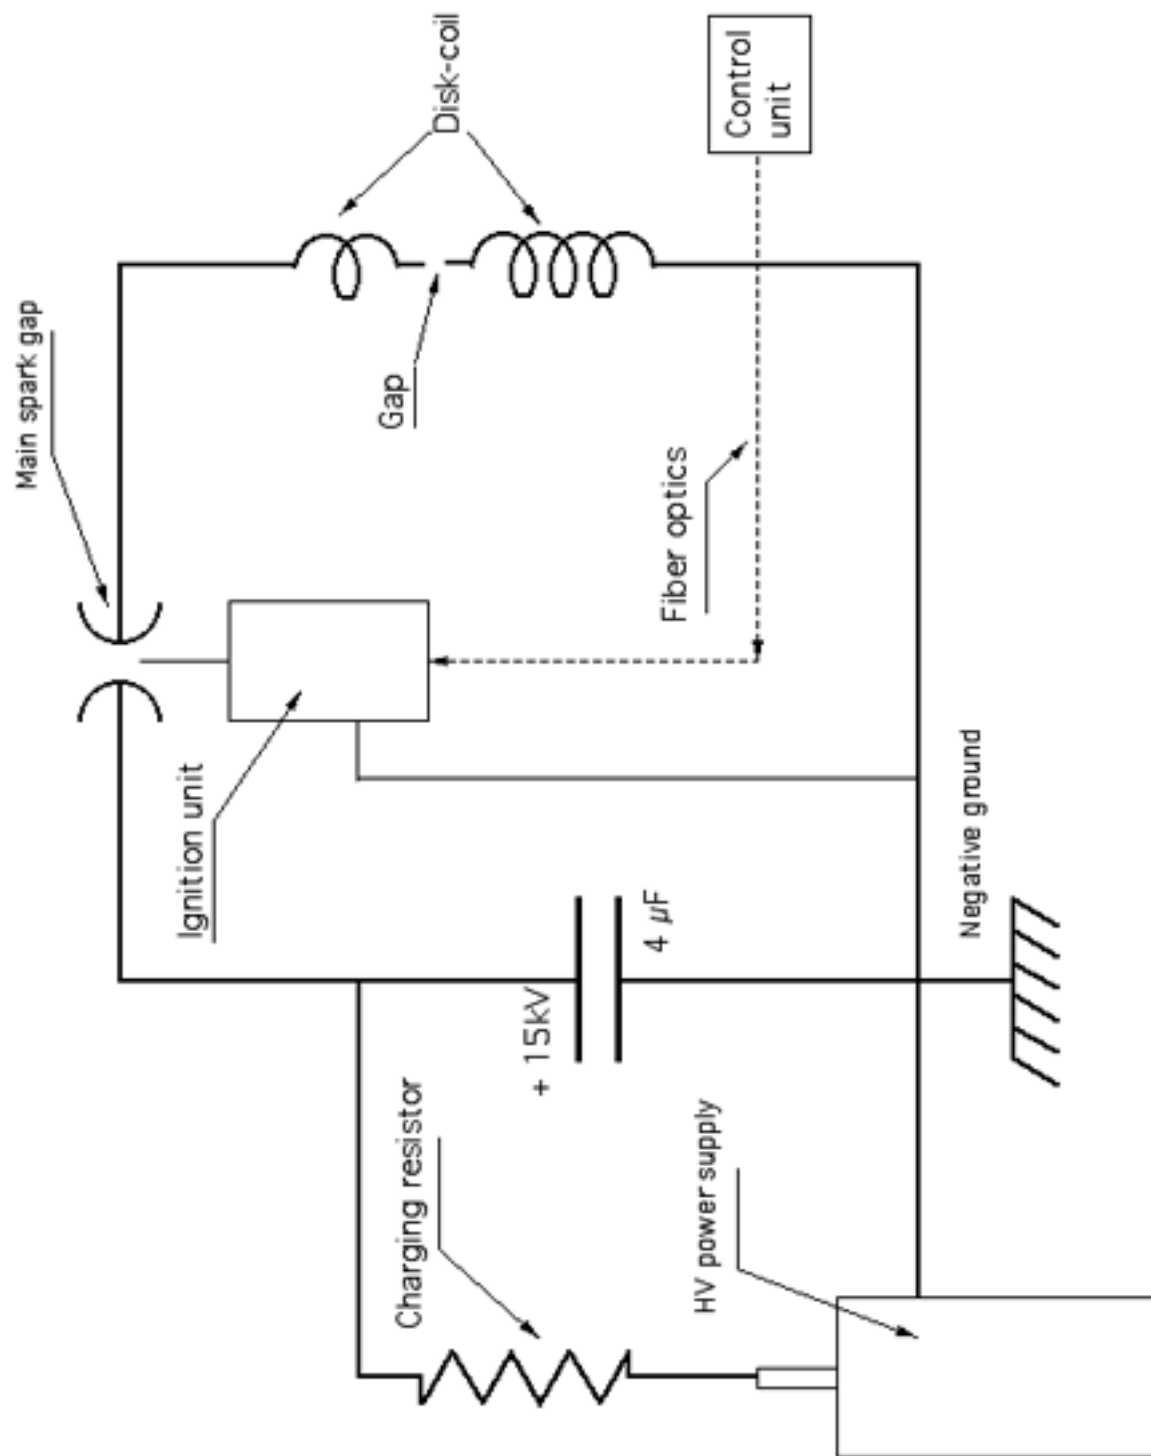 Main spark gap
Disk-coil
Gap
Control
unit
Fiber optics
Ignition unit
Negative ground
4 µF
+ 15kV
Charging resistor
HV power supply